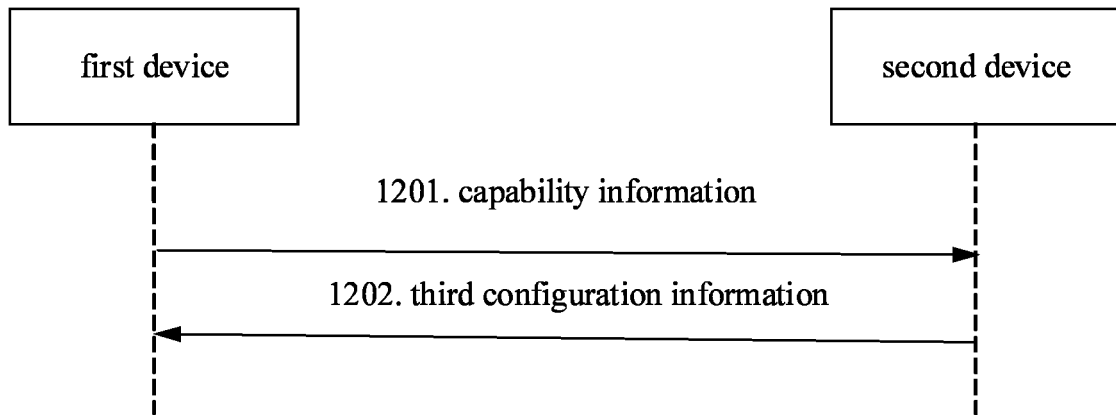 first device
second device
1201. capability information
1202. third configuration information